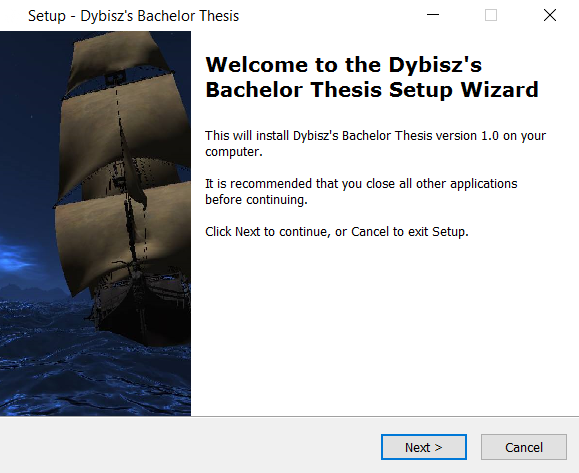 Setup - Dybisz's Bachelor Thesis
Welcome to the Dybisz's
Bachelor Thesis Setup Wizard
This will install Dybisz's Bachelor Thesis version 1.0 on your
computer.
It is recommended that you close all other applications
before continuing.
Click Next to continue, or Cancel to exit Setup.
Next >
Cancel